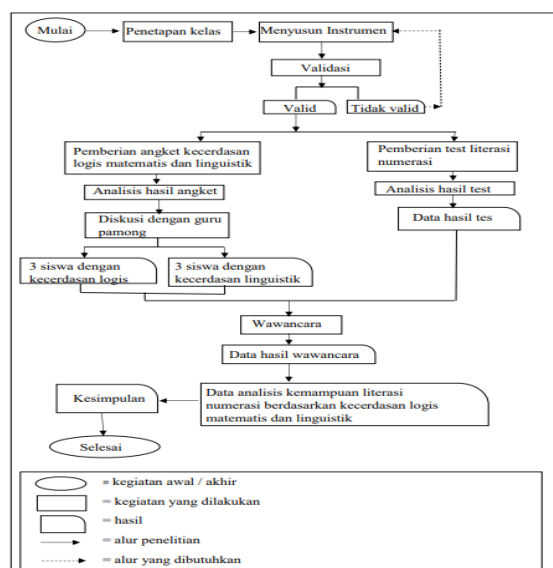 Mulai
Penetapan kelas
Menyusun Instrumen
Validasi
Valid
Tidak valid
Pemberian angket kecerdasan
logis matematis dan linguistik
Pemberian test literasi
numerasi
Analisis hasil angket
Analisis hasil test
Diskusi dengan guru
pamong
Data hasil tes
3 siswa dengan
kecerdasan logis
3 siswa dengan
kecerdasan linguistik
Wawancara
Data hasil wawancara
Kesimpulan
Data analisis kemampuan literasi
numerasi berdasarkan kecerdasan logis
matematis dan linguistik
Selesai
= kegiatan awal / akhir
= kegiatan yang dilakukan
= hasil
= alur penelitian
= alur yang dibutuhkan